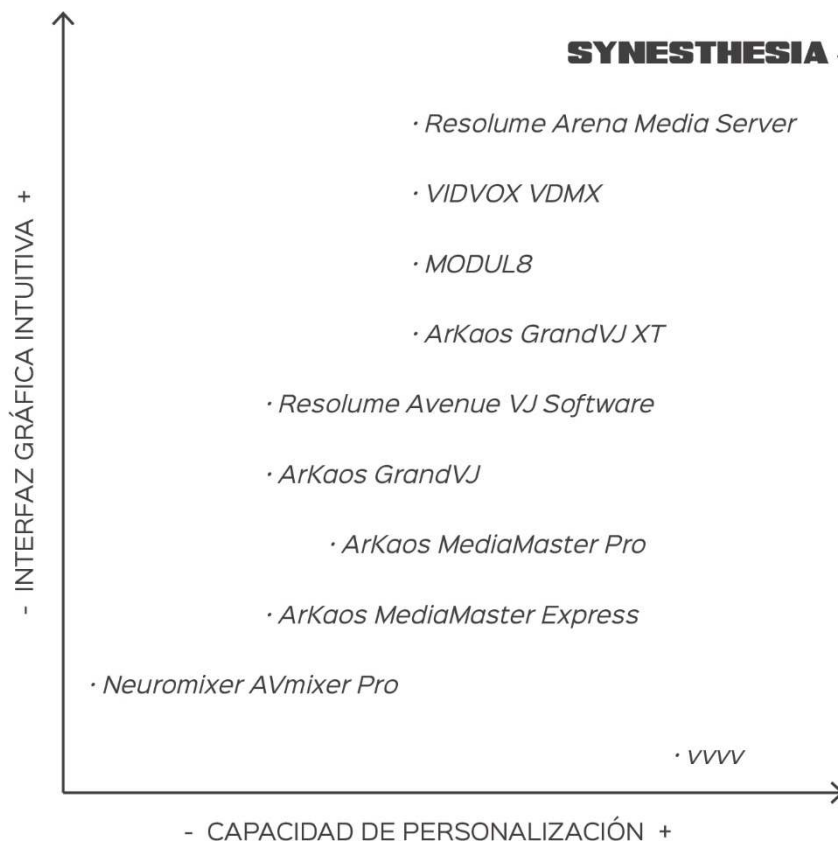 SYNESTHESIA ·
· Resolume Arena Media Server
· VIDVOX VDMX
· MODUL8
· ArKaos GrandVJ XT
· Resolume Avenue VJ Software
· ArKaos GrandVJ
· ArKaos MediaMaster Pro
· ArKaos MediaMaster Express
· Neuromixer AVmixer Pro
· VVVV
- INTERFAZ GRÁFICA INTUITIVA +
- CAPACIDAD DE PERSONALIZACIÓN +